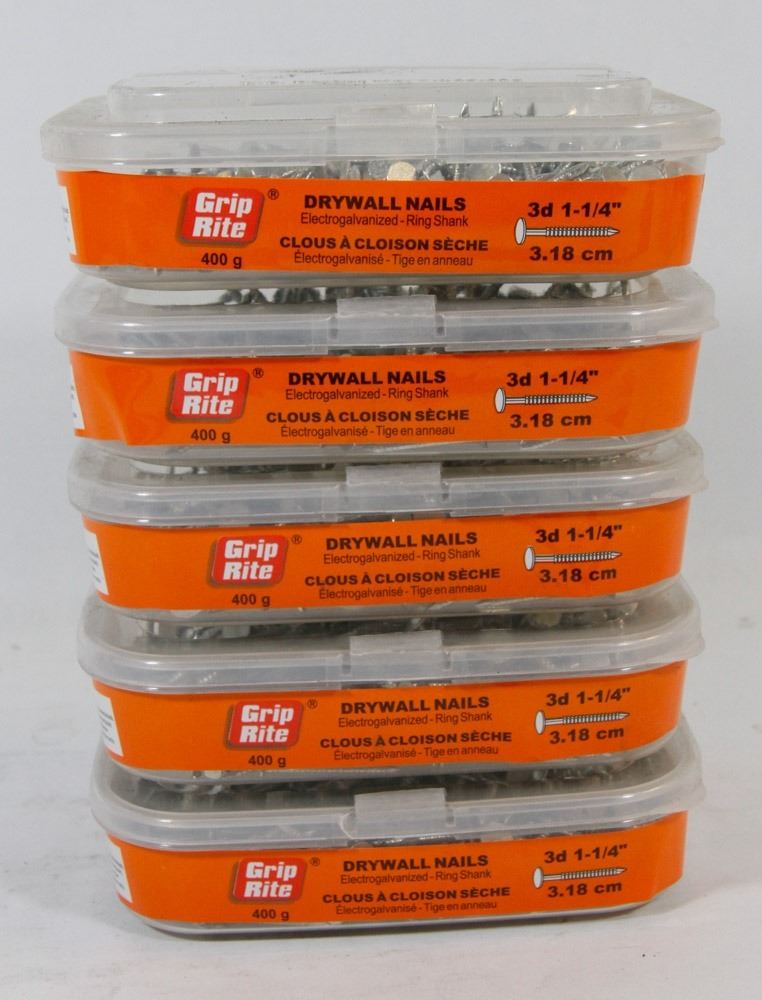 Grip
Rite
®
400 g
DRYWALL NAILS
Electrogalvanized - Ring Shank
CLOUS À CLOISON SÈCHE
Électrogalvanisé - Tige en anneau
3d 1-1/4"
3.18 cm
Grip
Rite
®
400 g
DRYWALL NAILS
Electrogalvanized - Ring Shank
CLOUS À CLOISON SÈCHE
Électrogalvanisé - Tige en anneau
3d 1-1/4"
3.18 cm
Grip
Rite
®
400 g
DRYWALL NAILS
Electrogalvanized - Ring Shank
CLOUS À CLOISON SÈCHE
Électrogalvanisé - Tige en anneau
3d 1-1/4"
3.18 cm
Grip
Rite
®
400 g
DRYWALL NAILS
Electrogalvanized - Ring Shank
CLOUS À CLOISON SÈCHE
Électrogalvanisé - Tige en anneau
3d 1-1/4"
3.18 cm
Grip
Rite
®
400 g
DRYWALL NAILS
Electrogalvanized - Ring Shank
CLOUS À CLOISON SÈCHE
Électrogalvanisé - Tige en anneau
3d 1-1/4"
3.18 cm